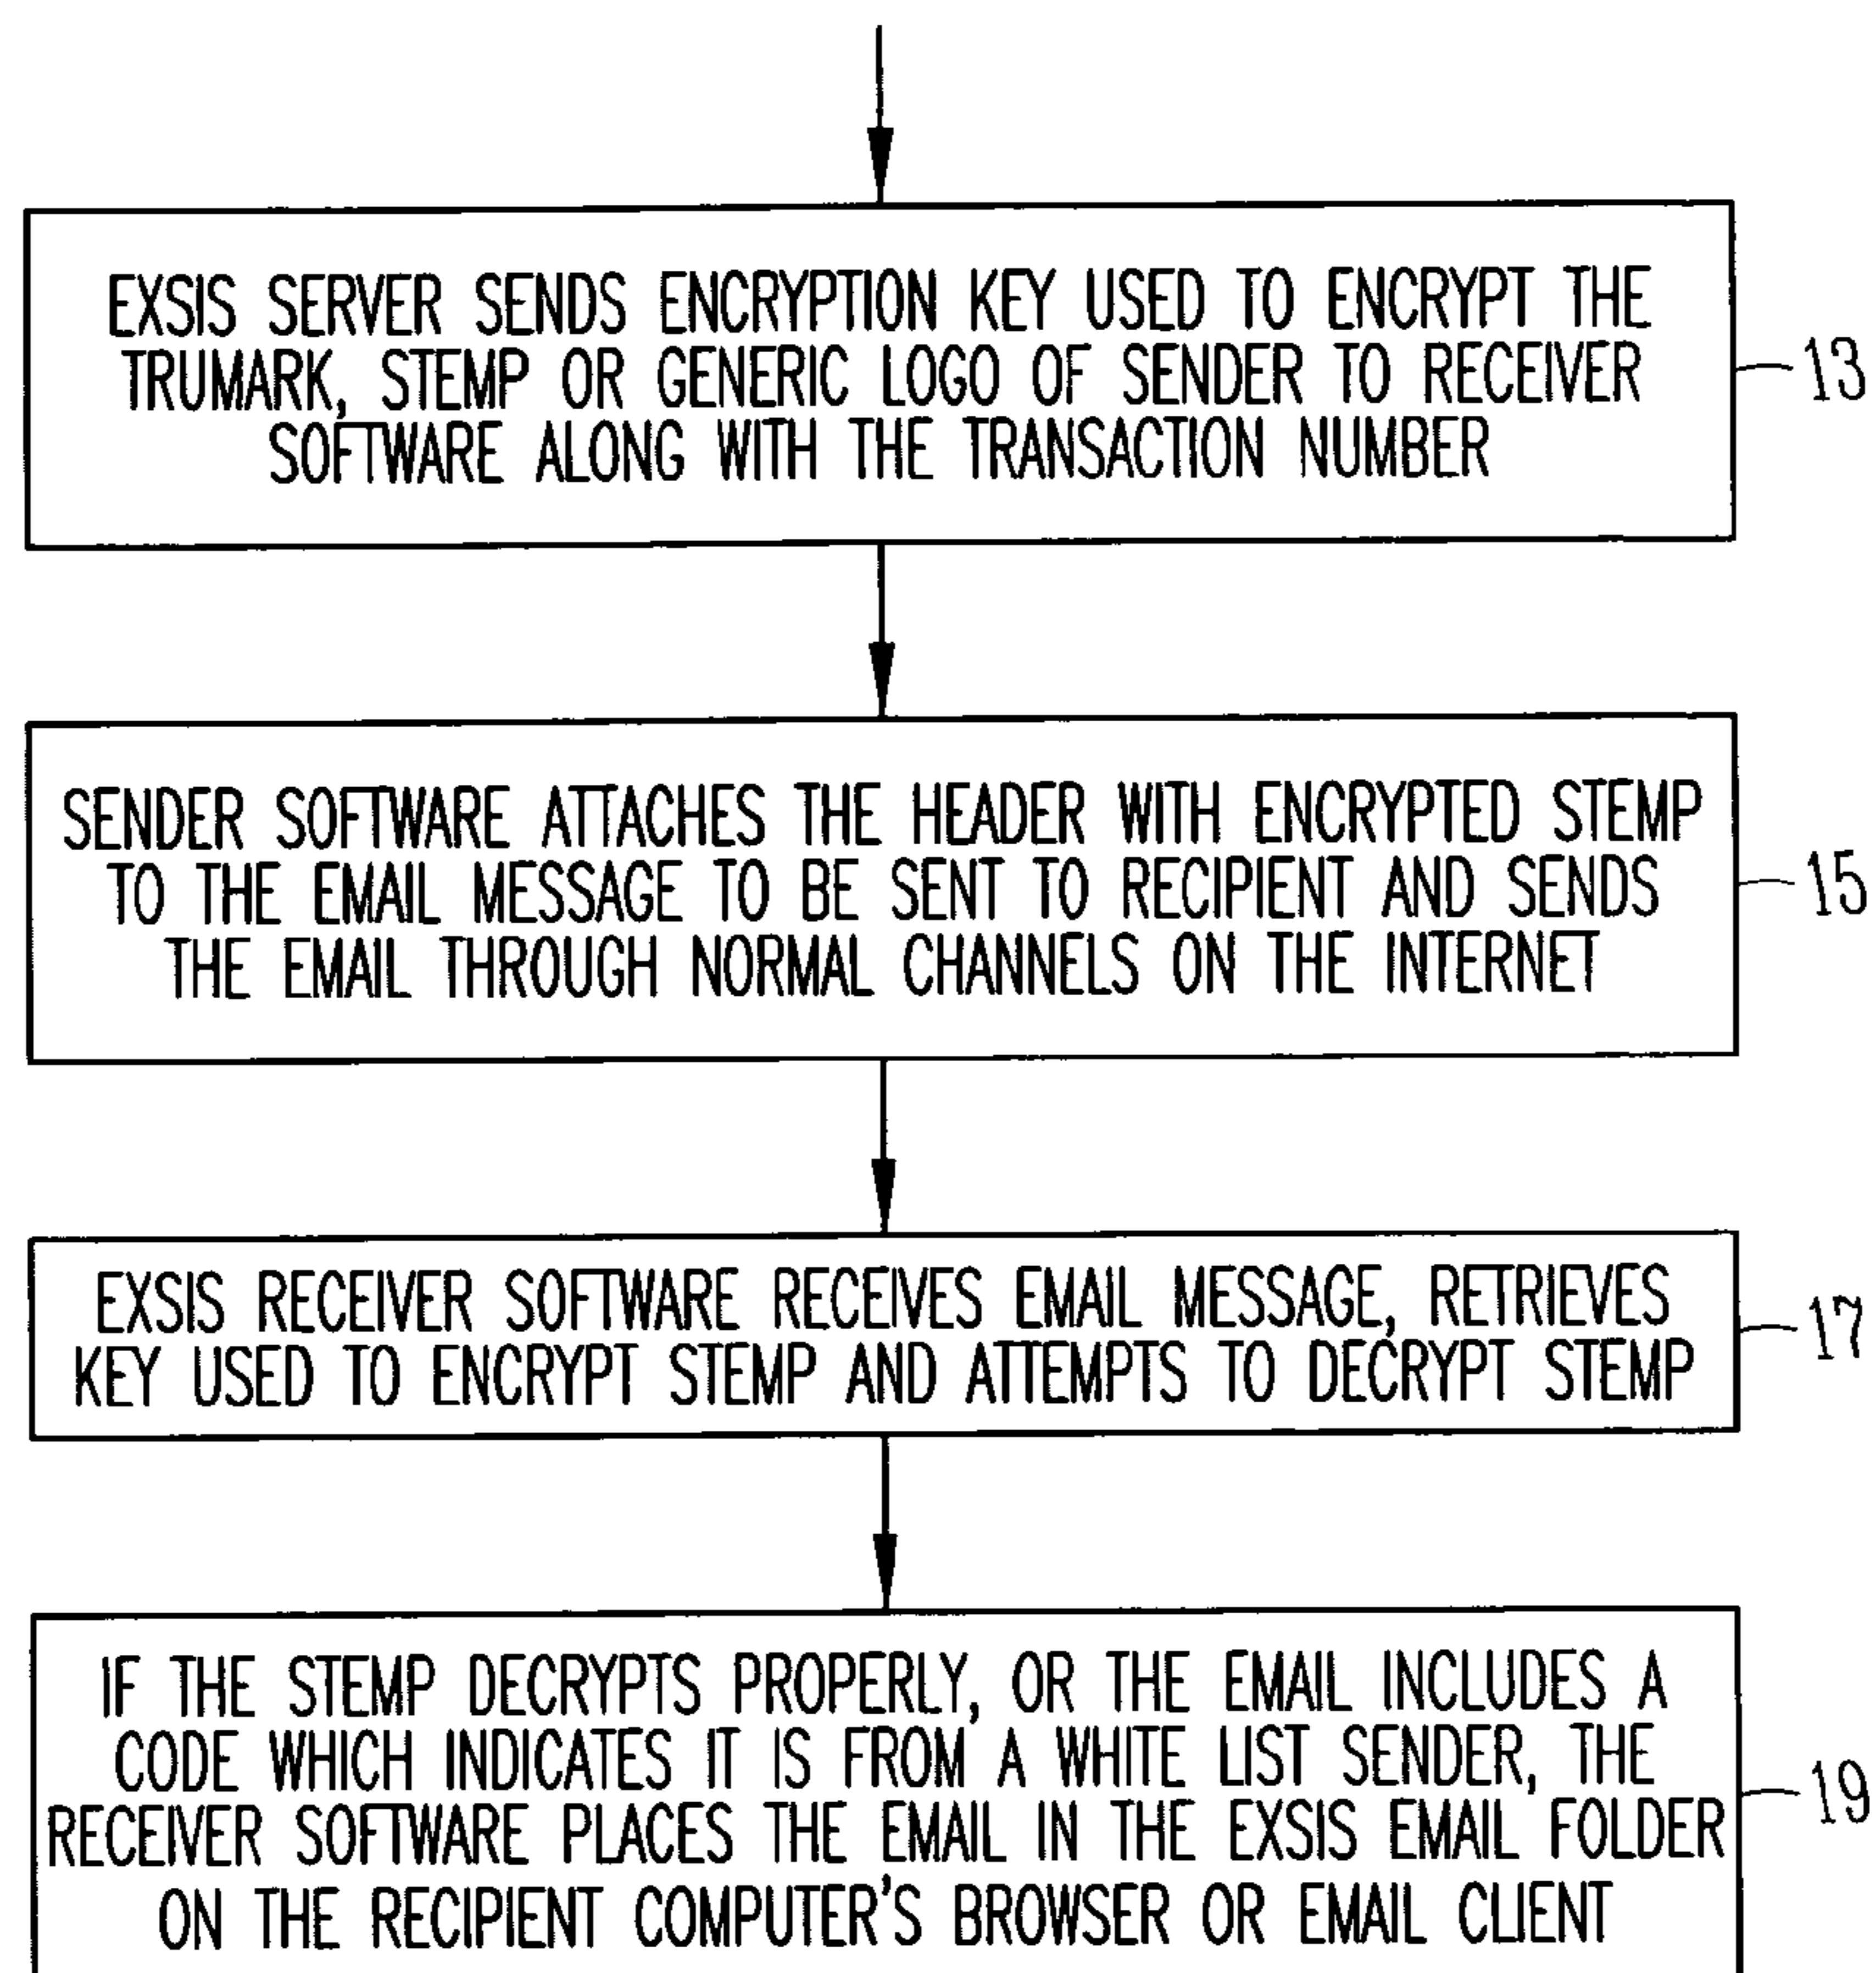 EXSIS SERVER SENDS ENCRYPTION KEY USED TO ENCRYPT THE
TRUMARK, STEMP OR GENERIC LOGO OF SENDER TO RECEIVER
SOFTWARE ALONG WITH THE TRANSACTION NUMBER
13
SENDER SOFTWARE ATTACHES THE HEADER WITH ENCRYPTED STEMP
TO THE EMAIL MESSAGE TO BE SENT TO RECIPIENT AND SENDS
THE EMAIL THROUGH NORMAL CHANNELS ON THE INTERNET
15
EXSIS RECEIVER SOFTWARE RECEIVES EMAIL MESSAGE, RETRIEVES
KEY USED TO ENCRYPT STEMP AND ATTEMPTS TO DECRYPT STEMP
17
IF THE STEMP DECRYPTS PROPERLY, OR THE EMAIL INCLUDES A
CODE WHICH INDICATES IT IS FROM A WHITE LIST SENDER, THE
RECEIVER SOFTWARE PLACES THE EMAIL IN THE EXSIS EMAIL FOLDER
ON THE RECIPIENT COMPUTER'S BROWSER OR EMAIL CLIENT
19